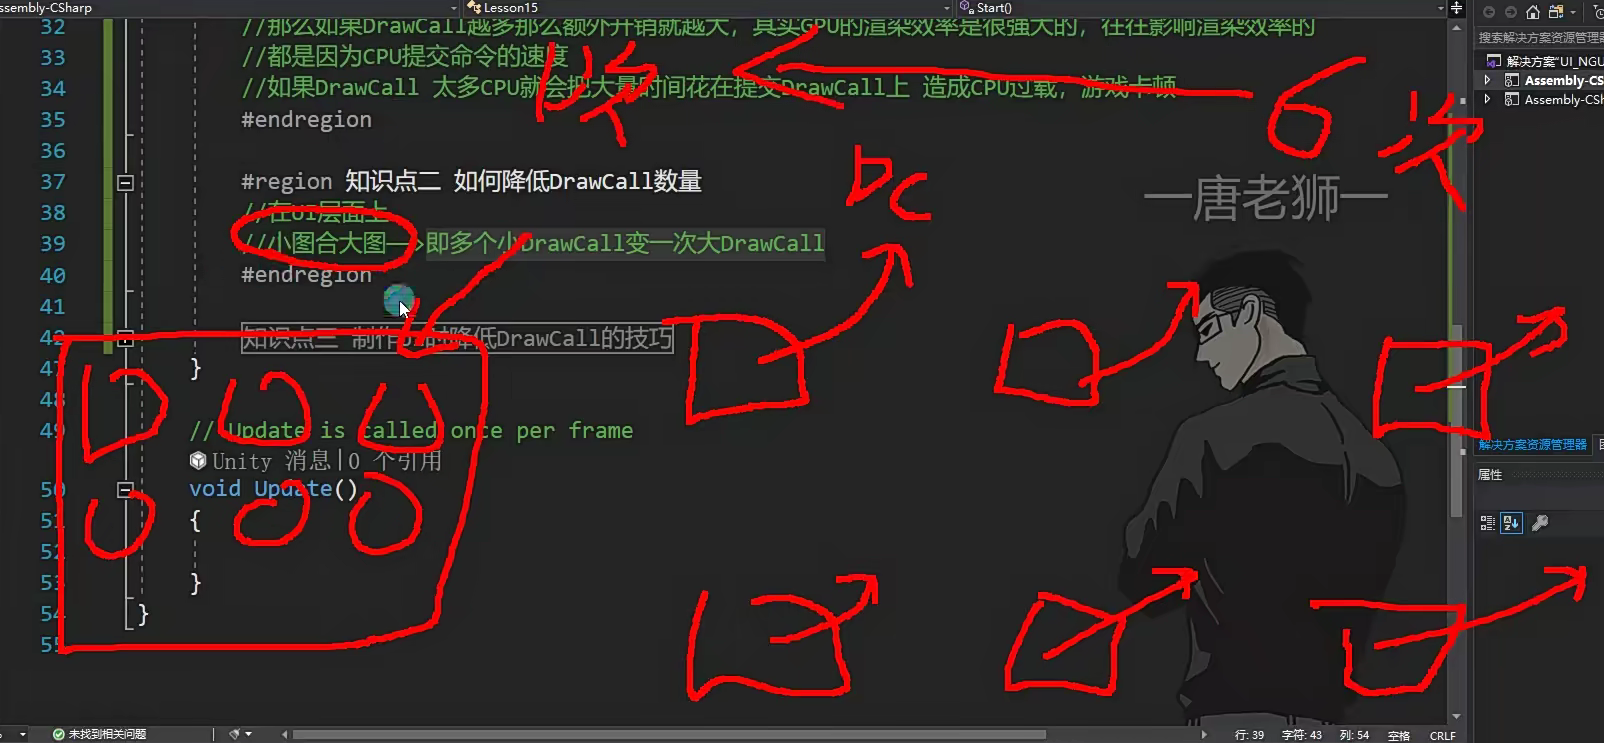 ssembly-CSharp
Lesson15
Start()
32 //那么如果DrawCall越多那么额外开销就越大，其实GPU的渲染效率是很强大的，往往影响渲染效率的
33 //都是因为CPU提交命令的速度
34 //如果DrawCall 太多CPU就会把大量时间花在提交DrawCall上 造成CPU过载，游戏卡顿
35 #endregion
36
37 #region 知识点二 如何降低DrawCall数量
38 //在UI层面上
39 //小图合大图——>即多个小DrawCall变一次大DrawCall
40 #endregion
41
42 知识点三 制作UI时降低DrawCall的技巧
47 }
48
49 // Update is called once per frame
Unity 消息|0 个引用
50 void Update()
51 {
52
53 }
54 }
55
1次
6次
DC
一唐老狮一
搜索解决方案资源管理器
解决方案"UI_NGU
Assembly-CS
Assembly-CSh
解决方案资源管理器
属性
未找到相关问题
行: 39 字符: 43 列: 54 空格 CRLF